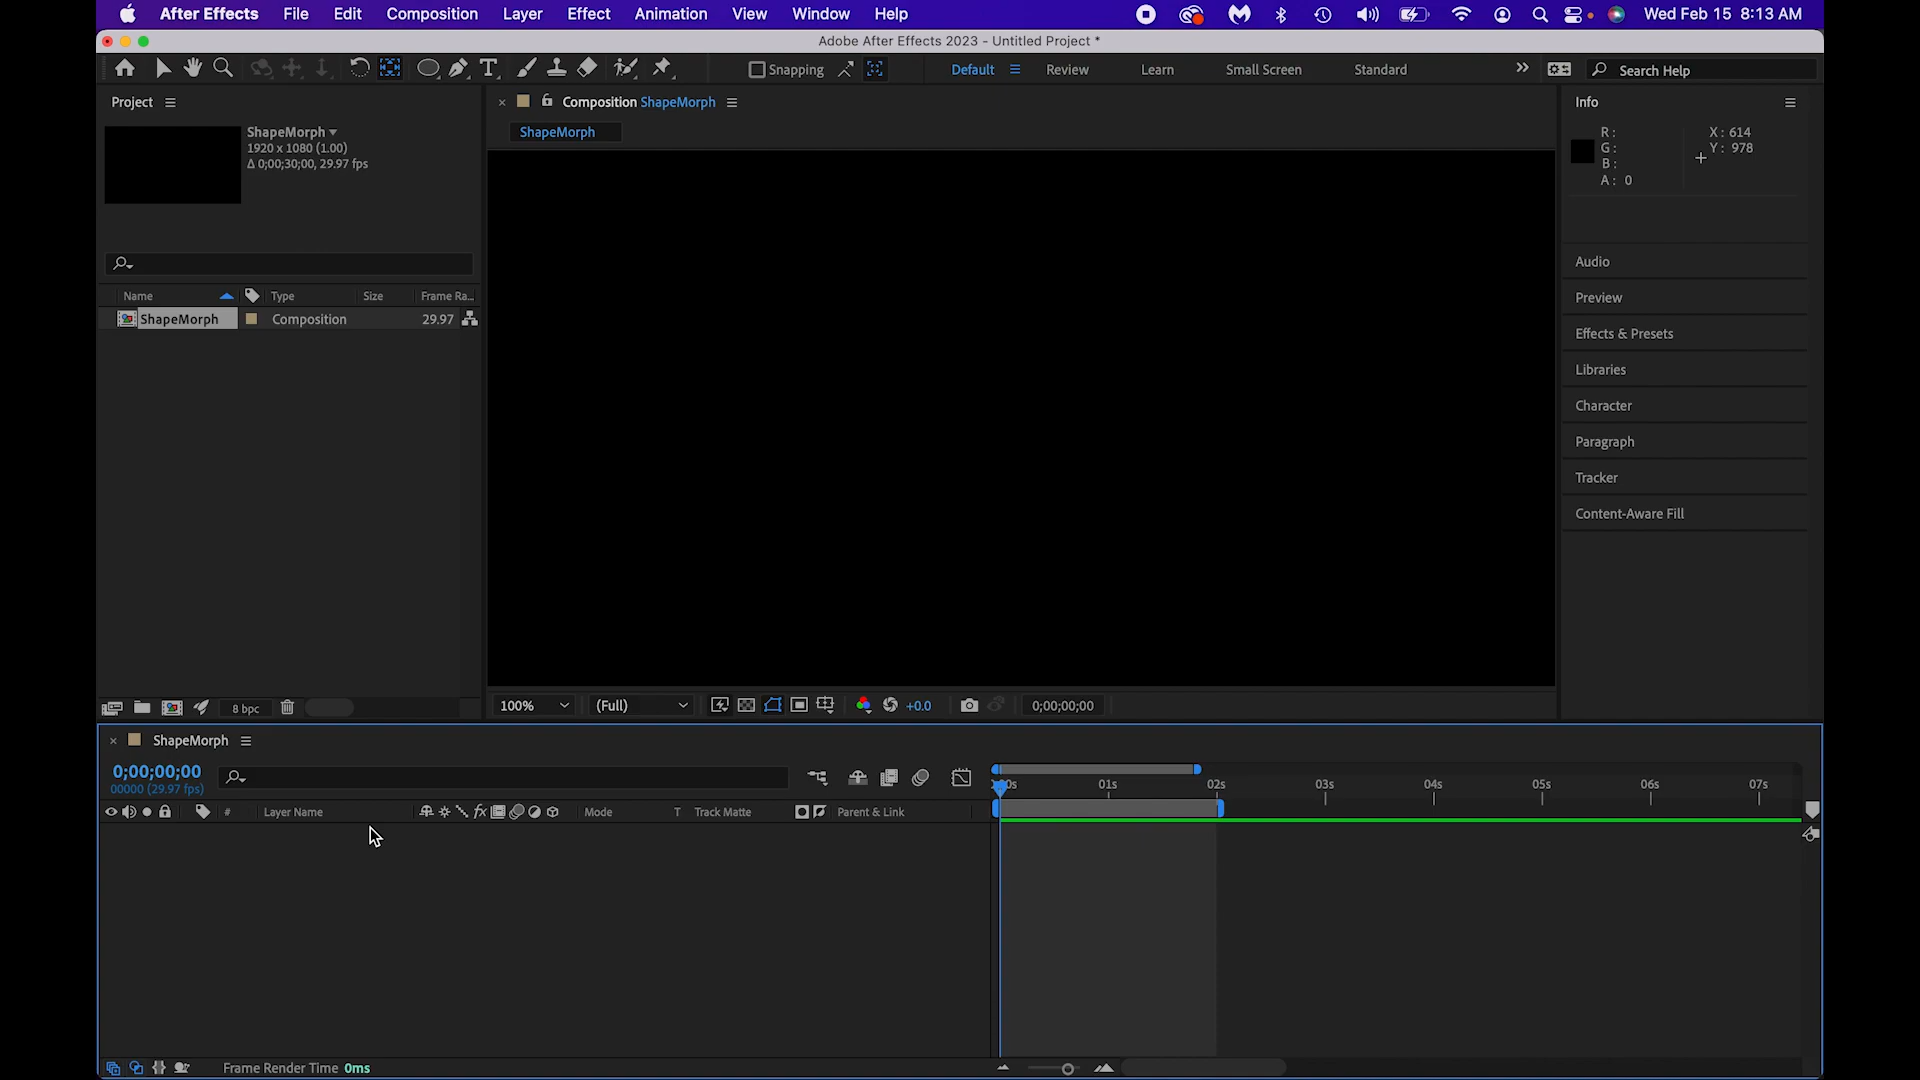 After Effects File Edit Composition Layer Effect Animation View Window Help Wed Feb 15 8:13 AM
Adobe After Effects 2023 - Untitled Project *
Snapping Default Review Learn Small Screen Standard Search Help
Project
ShapeMorph
1920 x 1080 (1.00)
Δ 0;00;30;00, 29.97 fps
Name Type Size Frame Ra...
ShapeMorph Composition 29.97
8 bpc
Composition ShapeMorph
ShapeMorph
100% (Full) +0.0 0;00;00;00
Info
R: X: 614
G: Y: 978
B:
A: 0
Audio
Preview
Effects & Presets
Libraries
Character
Paragraph
Tracker
Content-Aware Fill
ShapeMorph
0;00;00;00
00000 (29.97 fps)
01s 02s 03s 04s 05s 06s 07s
# Layer Name fx Mode T Track Matte Parent & Link
Frame Render Time 0ms